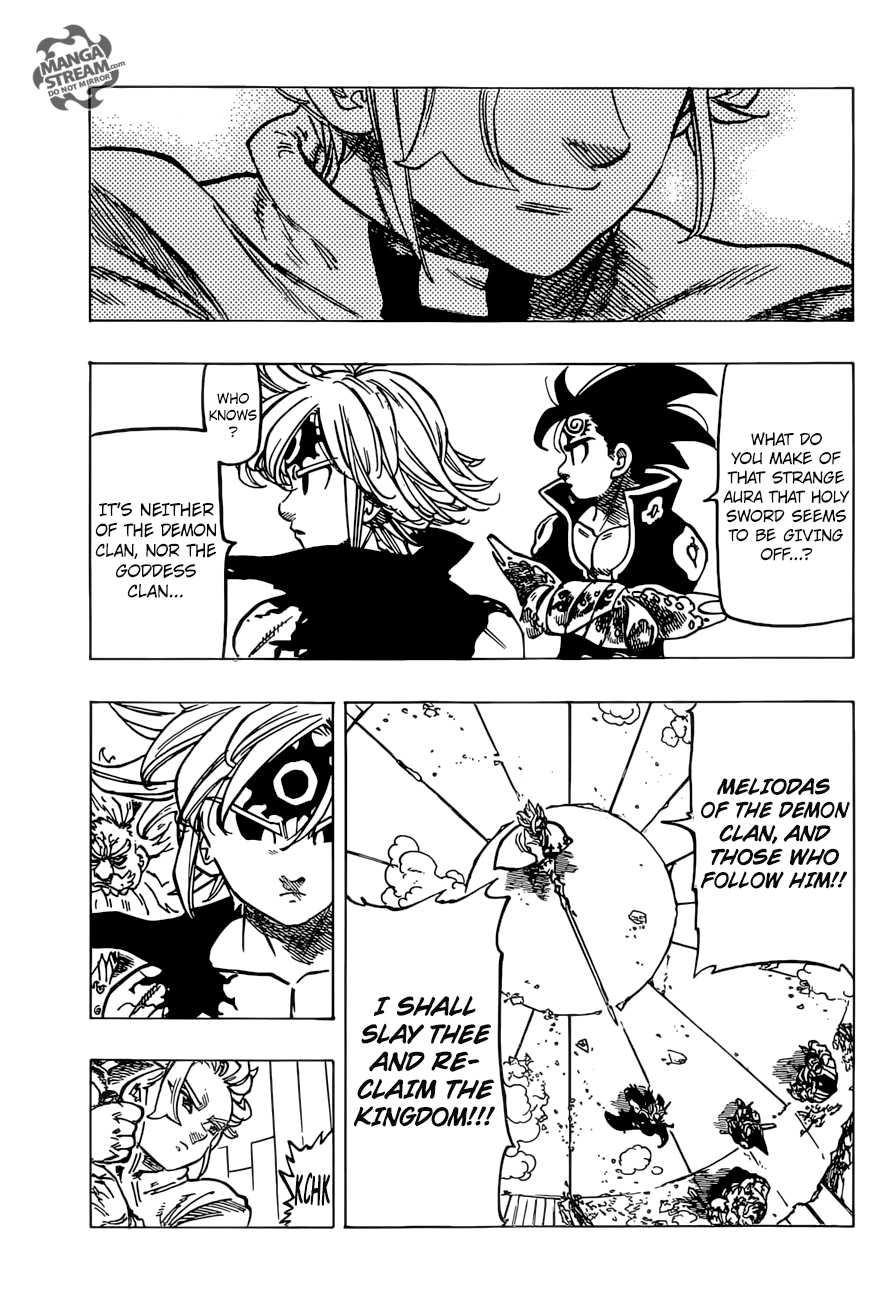 MANGA
STREAM.com
DO NOT MIRROR
WHAT DO
YOU MAKE OF
THAT STRANGE
AURA THAT HOLY
SWORD SEEMS
TO BE GIVING
OFF...?
WHO
KNOWS
?
IT'S NEITHER
OF THE DEMON
CLAN, NOR THE
GODDESS
CLAN...
MELIODAS
OF THE DEMON
CLAN, AND
THOSE WHO
FOLLOW HIM!!
I SHALL
SLAY THEE
AND RE-
CLAIM THE
KINGDOM!!!
KCHK